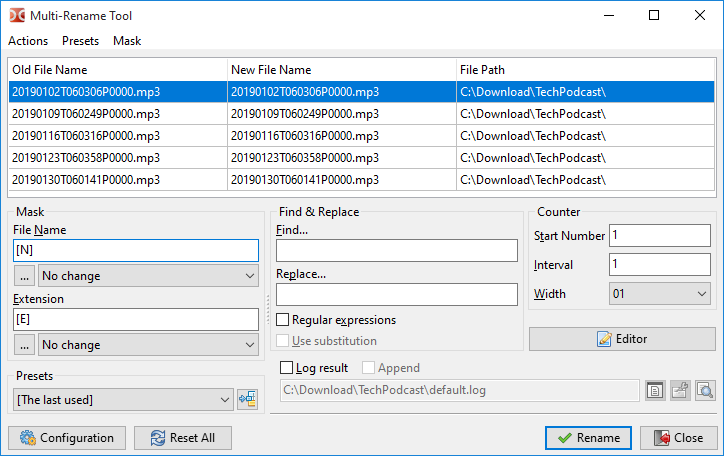 Multi-Rename Tool
Actions Presets Mask
Old File Name New File Name File Path
20190102T060306P0000.mp3 20190102T060306P0000.mp3 C:\Download\TechPodcast\
20190109T060249P0000.mp3 20190109T060249P0000.mp3 C:\Download\TechPodcast\
20190116T060316P0000.mp3 20190116T060316P0000.mp3 C:\Download\TechPodcast\
20190123T060358P0000.mp3 20190123T060358P0000.mp3 C:\Download\TechPodcast\
20190130T060141P0000.mp3 20190130T060141P0000.mp3 C:\Download\TechPodcast\
Mask
File Name
[N]
... No change
Extension
[E]
... No change
Find & Replace
Find...
Replace...
Regular expressions
Use substitution
Counter
Start Number 1
Interval 1
Width 01
Editor
Presets
[The last used]
Log result Append
C:\Download\TechPodcast\default.log
Configuration Reset All Rename Close